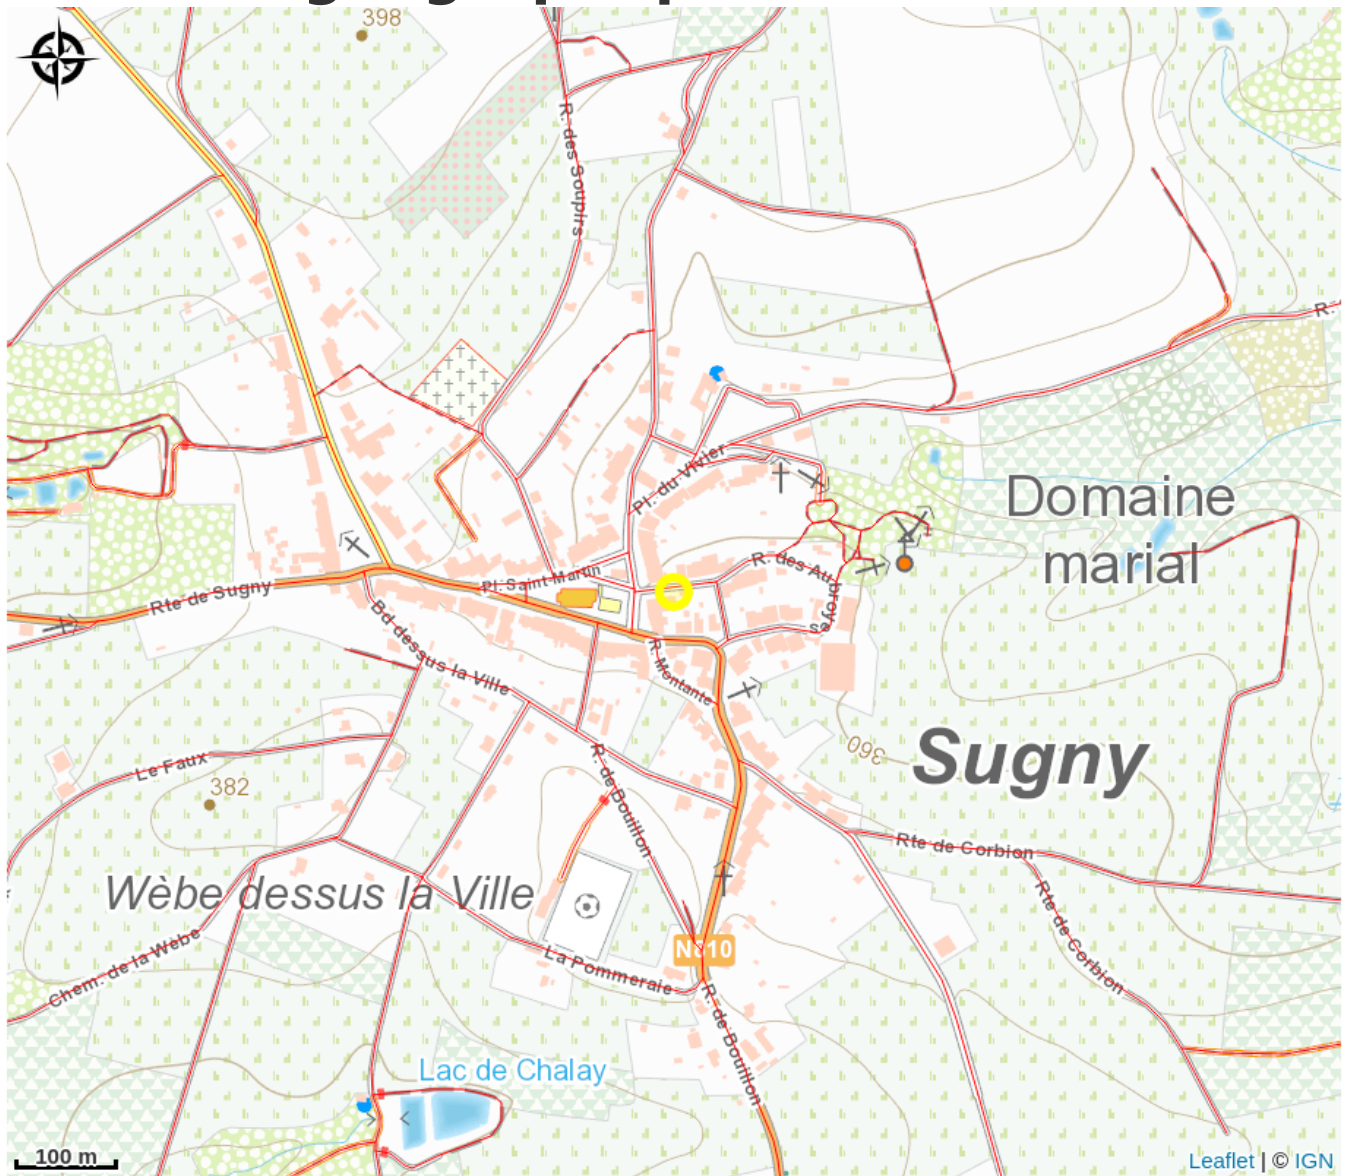 398
R. des Soupirs
R.
Pl. du Vivier
Domaine
marial
R. des Aubroyes
Pl. Saint-Martin
Rte de Sugny
Bd dessus la Ville
R. Montante
360
Sugny
Le Faux
382
R. de Bouillon
Rte de Corbion
Rte de Corbion
Wèbe dessus la Ville
Chem. de la Wèbe
N810
La Pommeraie
R. de Bouillon
Lac de Chalay
100 m
Leaflet | © IGN